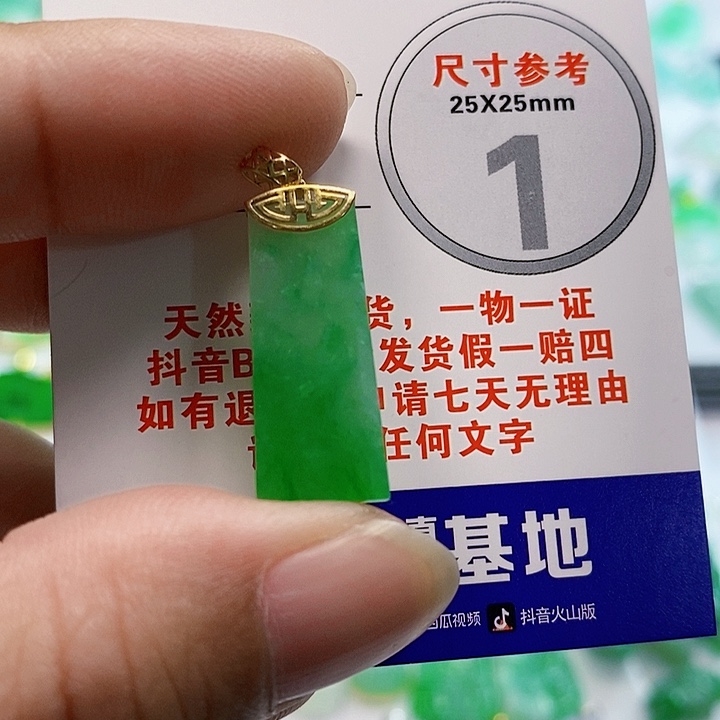 尺寸参考
25X25mm
1
天然 货，一物一证
抖音B 发货假一赔四
如有退 申请七天无理由
任何文字
基地
西瓜视频 抖音火山版